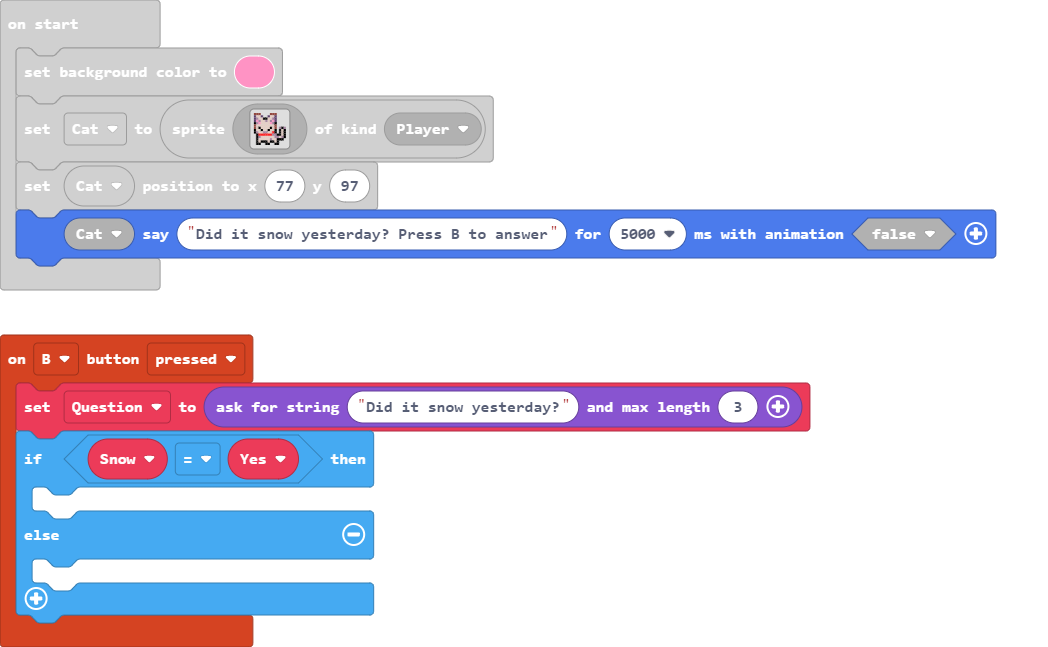 on start
set background color to
set Cat to sprite of kind Player
set Cat position to x 77 y 97
Cat say "Did it snow yesterday? Press B to answer" for 5000 ms with animation false
on B button pressed
set Question to ask for string "Did it snow yesterday?" and max length 3
if Snow = Yes then
else